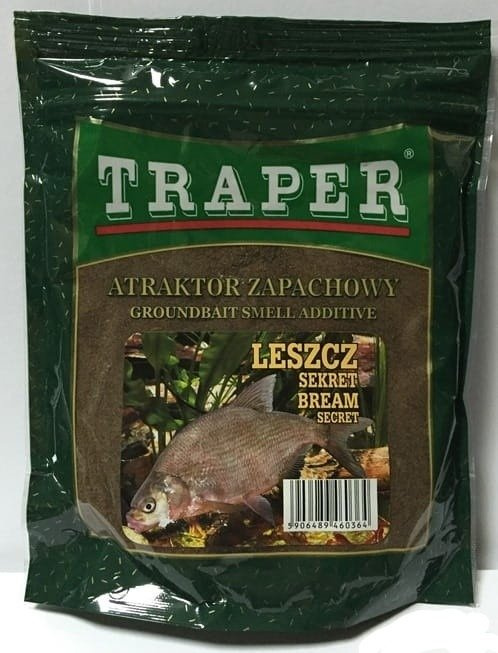 TRAPER®
ATRAKTOR ZAPACHOWY
GROUNDBAIT SMELL ADDITIVE
LESZCZ
SEKRET
BREAM
SECRET
5906489460364